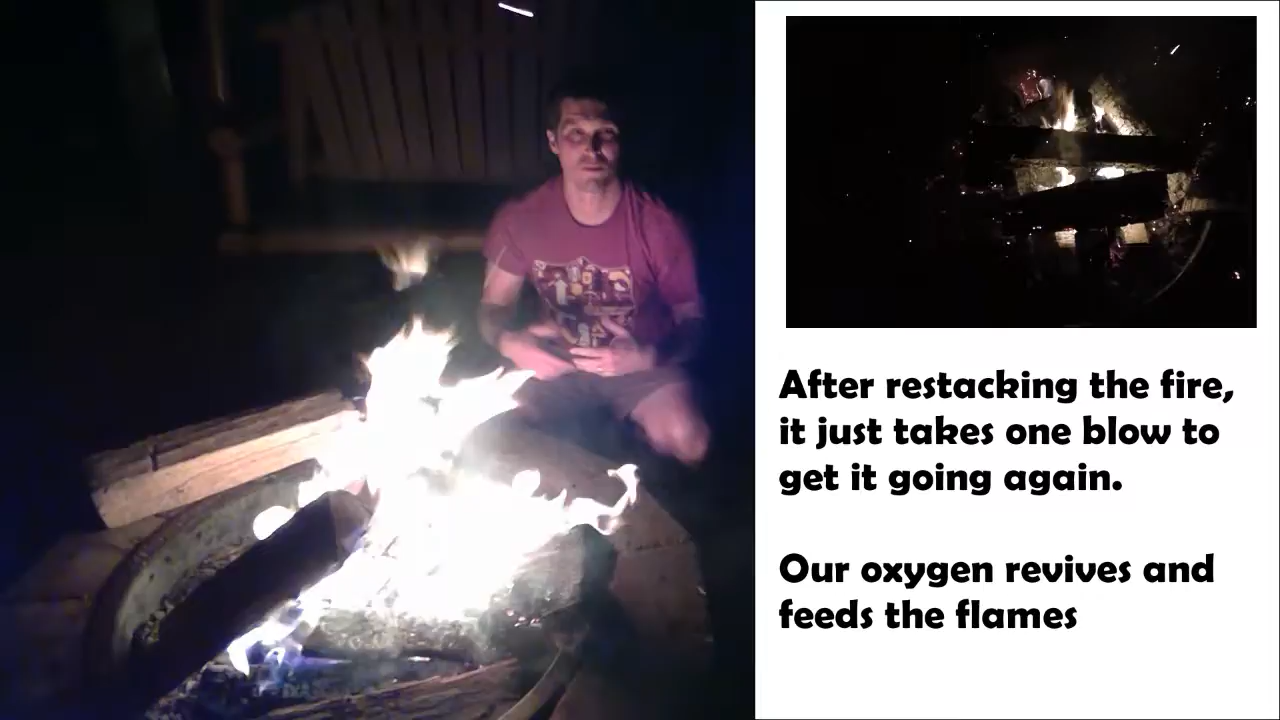 After restacking the fire,
it just takes one blow to
get it going again.
Our oxygen revives and
feeds the flames